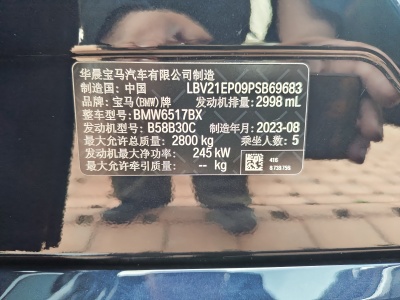 华晨宝马汽车有限公司制造
制造国：中国 LBV21EP09PSB69683
品牌：宝马(BMW)牌 发动机排量：2998 mL
整车型号：BMW6517BX
发动机型号：B58B30C 制造年月：2023-08
最大允许总质量：2800 kg 乘坐人数：5
发动机最大净功率：245 kW
最大允许牵引质量：-- kg